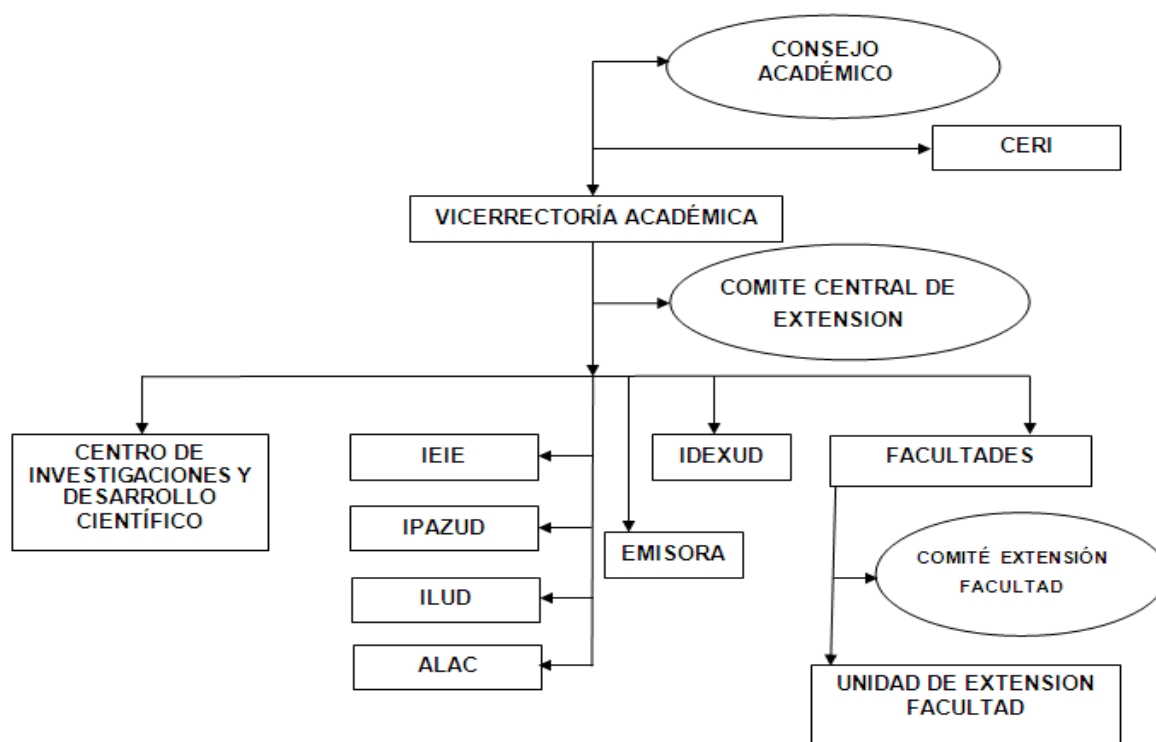 CONSEJO
ACADÉMICO
CERI
VICERRECTORÍA ACADÉMICA
COMITE CENTRAL DE
EXTENSION
CENTRO DE
INVESTIGACIONES Y
DESARROLLO
CIENTÍFICO
IEIE
IPAZUD
ILUD
ALAC
EMISORA
IDEXUD
FACULTADES
COMITÉ EXTENSIÓN
FACULTAD
UNIDAD DE EXTENSION
FACULTAD